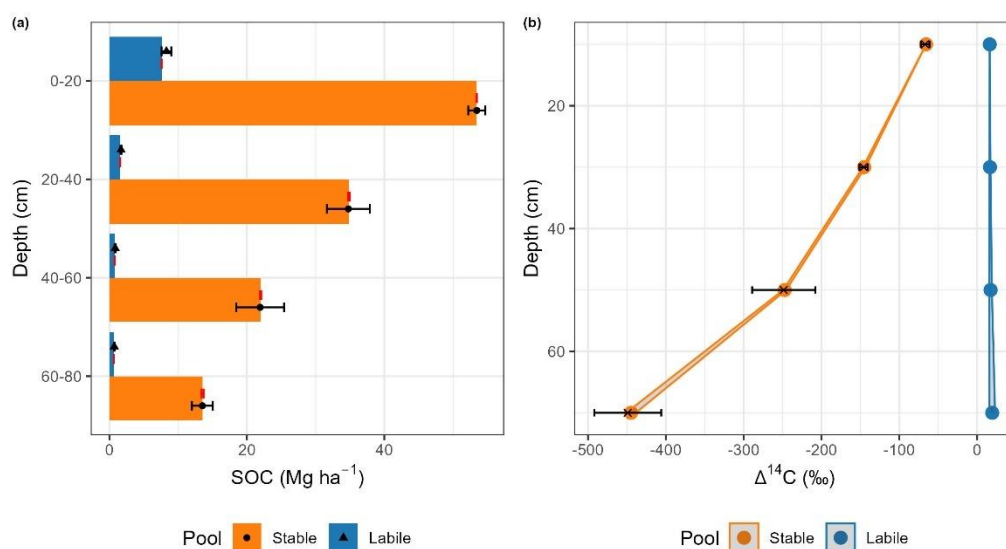 (a)
0-20
20-40
40-60
60-80
Depth (cm)
0
20
40
SOC (Mg ha⁻¹)
Pool
Stable
Labile
(b)
20
40
60
Depth (cm)
-500
-400
-300
-200
-100
0
Δ¹⁴C (‰)
Pool
Stable
Labile